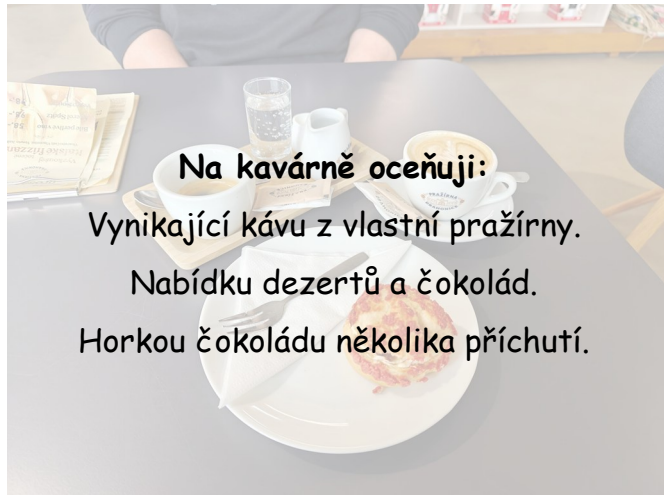 Na kavárně oceňuji:
Vynikající kávu z vlastní pražírny.
Nabídku dezertů a čokolád.
Horkou čokoládu několika příchutí.